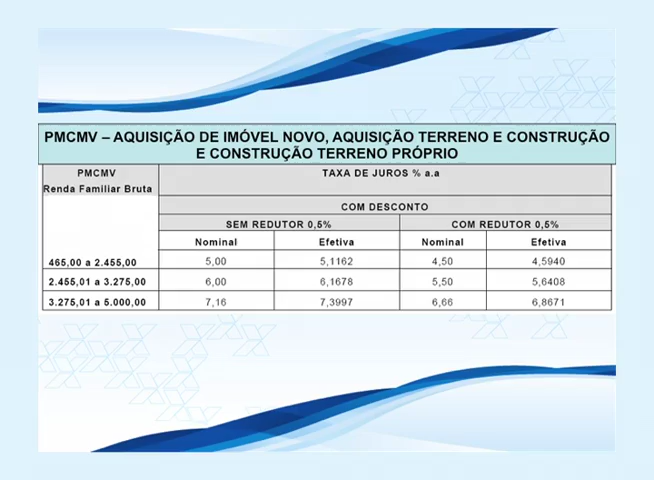 PMCMV – AQUISIÇÃO DE IMÓVEL NOVO, AQUISIÇÃO TERRENO E CONSTRUÇÃO
E CONSTRUÇÃO TERRENO PRÓPRIO
PMCMV
Renda Familiar Bruta
TAXA DE JUROS % a.a
COM DESCONTO
SEM REDUTOR 0,5% COM REDUTOR 0,5%
Nominal Efetiva Nominal Efetiva
465,00 a 2.455,00 5,00 5,1162 4,50 4,5940
2.455,01 a 3.275,00 6,00 6,1678 5,50 5,6408
3.275,01 a 5.000,00 7,16 7,3997 6,66 6,8671